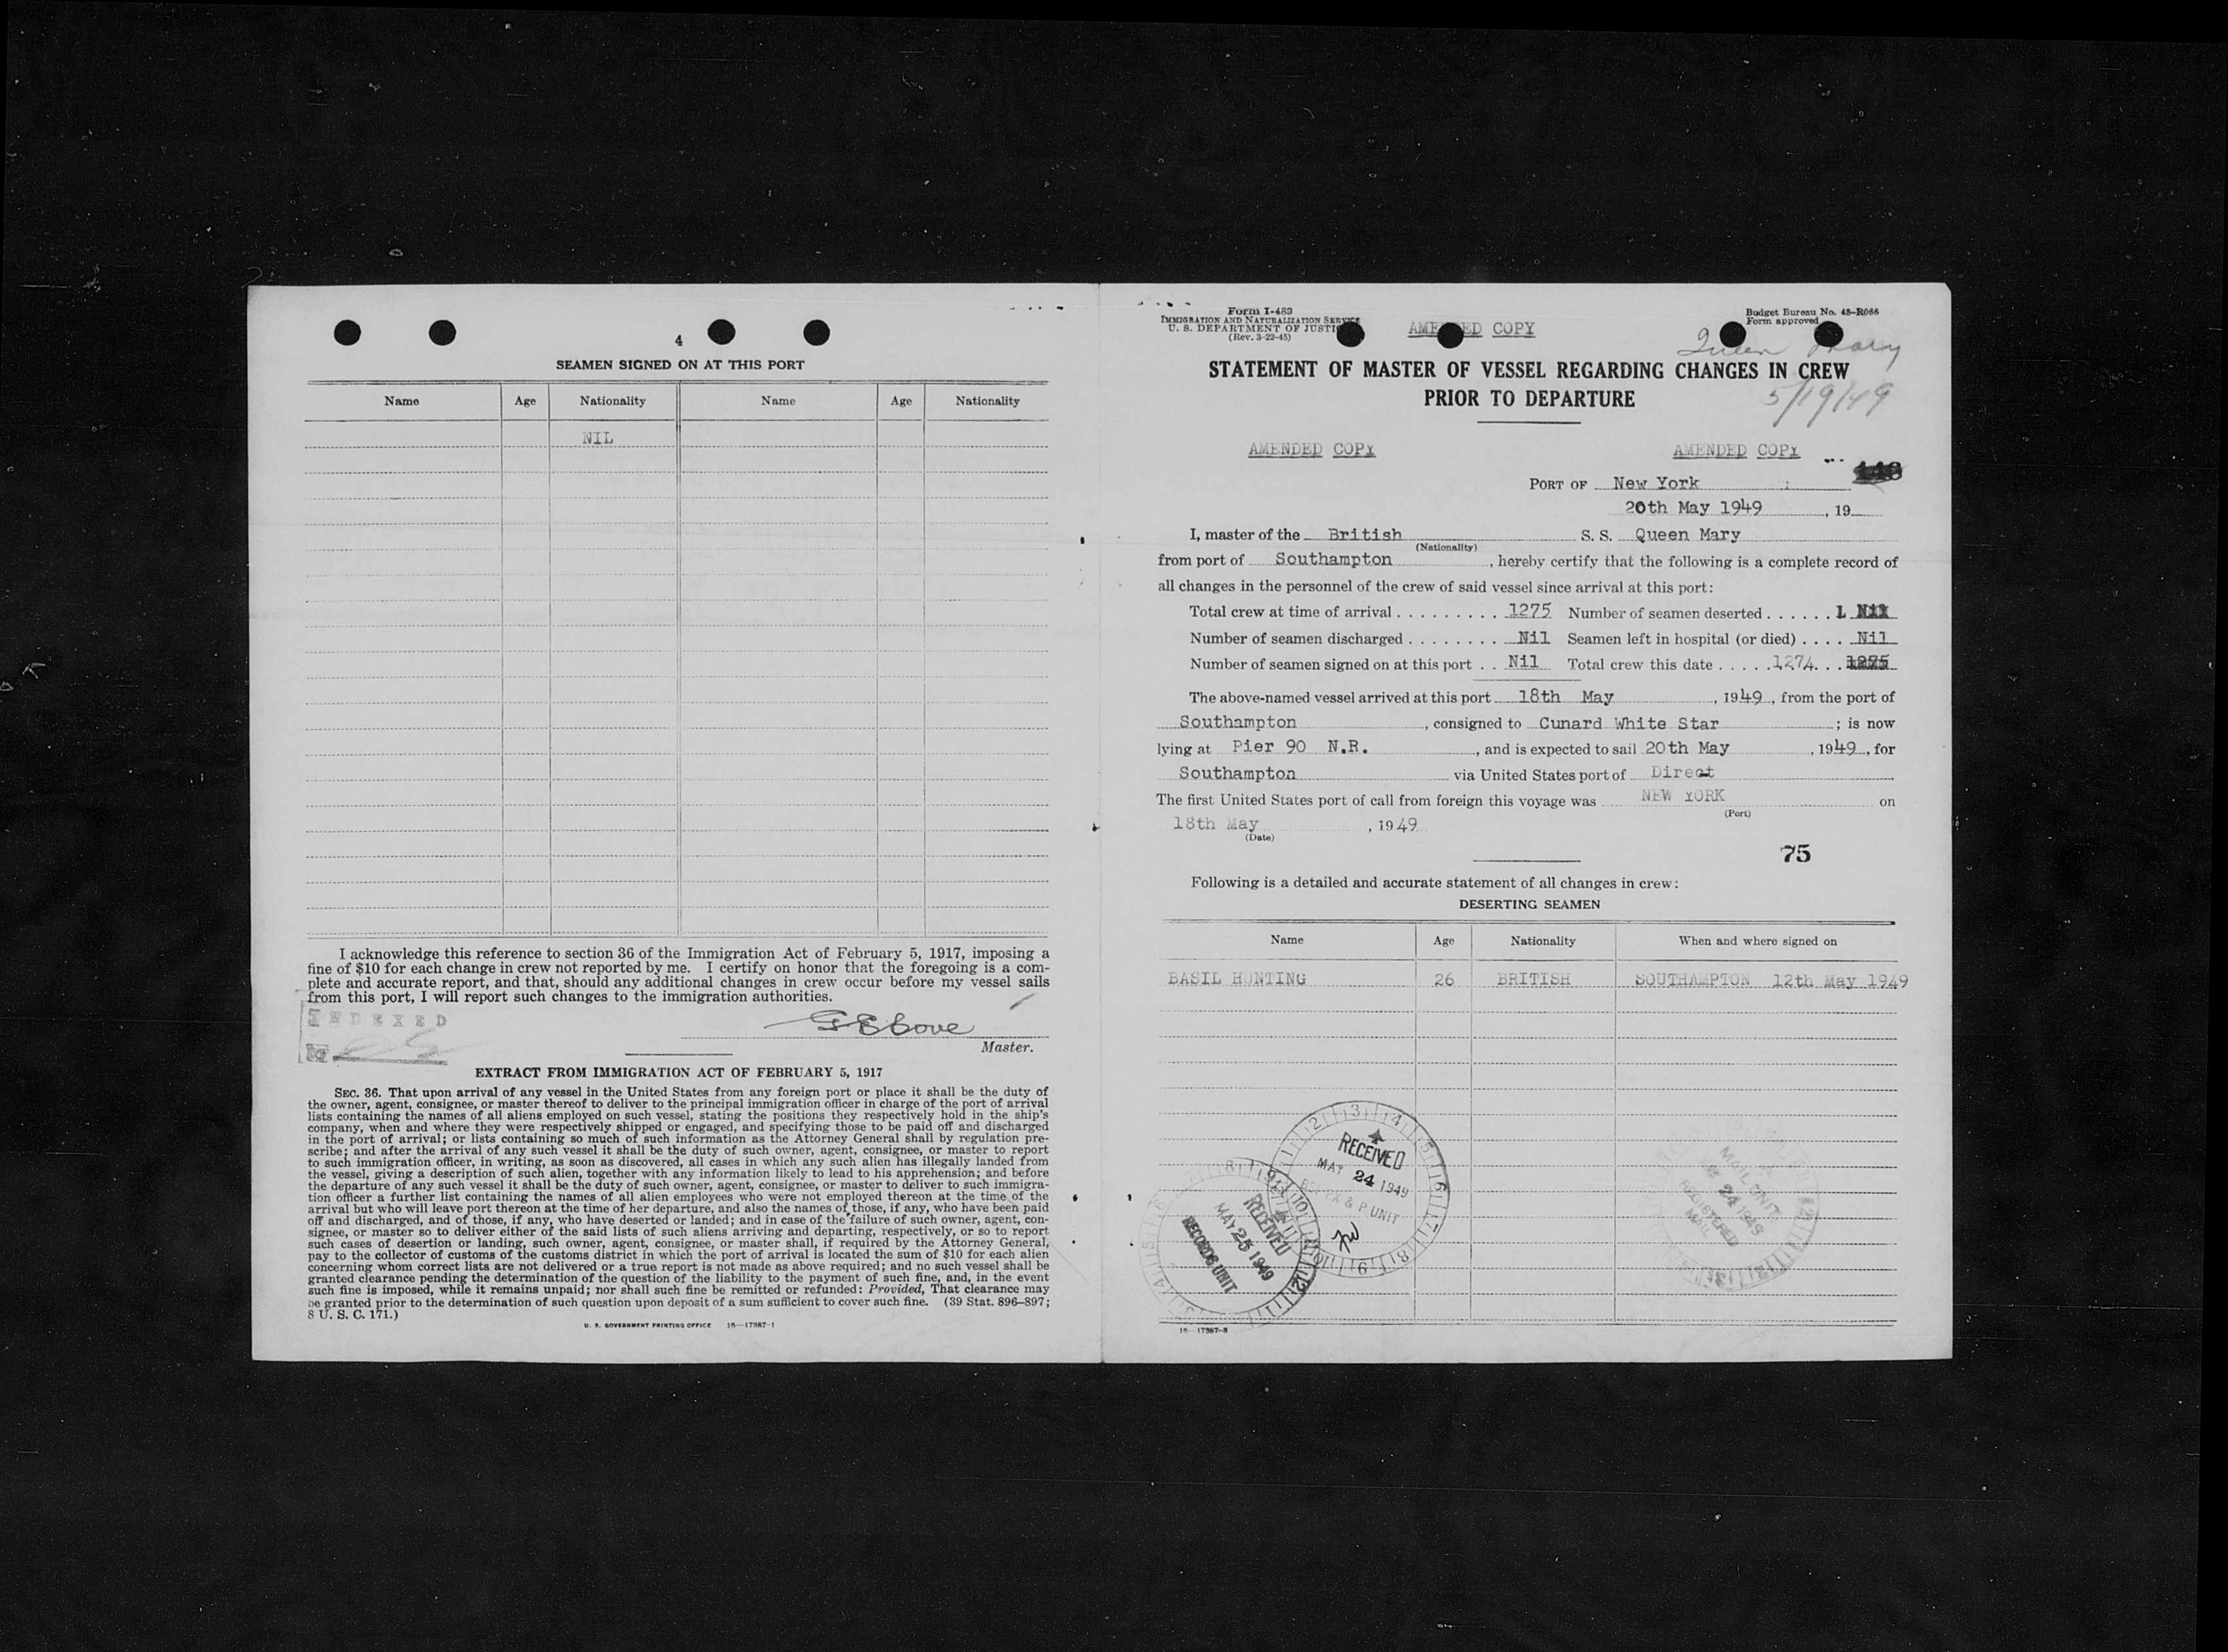 4
SEAMEN SIGNED ON AT THIS PORT
Name Age Nationality Name Age Nationality
NIL
I acknowledge this reference to section 36 of the Immigration Act of February 5, 1917, imposing a
fine of $10 for each change in crew not reported by me. I certify on honor that the foregoing is a com-
plete and accurate report, and that, should any additional changes in crew occur before my vessel sails
from this port, I will report such changes to the immigration authorities.
INDEXED
Master.
EXTRACT FROM IMMIGRATION ACT OF FEBRUARY 5, 1917
SEC. 36. That upon arrival of any vessel in the United States from any foreign port or place it shall be the duty of
the owner, agent, consignee, or master thereof to deliver to the principal immigration officer in charge of the port of arrival
lists containing the names of all aliens employed on such vessel, stating the positions they respectively hold in the ship's
company, when and where they were respectively shipped or engaged, and specifying those to be paid off and discharged
in the port of arrival; or lists containing so much of such information as the Attorney General shall by regulation pre-
scribe; and after the arrival of any such vessel it shall be the duty of such owner, agent, consignee, or master to report
to such immigration officer, in writing, as soon as discovered, all cases in which any such alien has illegally landed from
the vessel, giving a description of such alien, together with any information likely to lead to his apprehension; and before
the departure of any such vessel it shall be the duty of such owner, agent, consignee, or master to deliver to such immigra-
tion officer a further list containing the names of all alien employees who were not employed thereon at the time of the
arrival but who will leave port thereon at the time of her departure, and also the names of those, if any, who have been paid
off and discharged, and of those, if any, who have deserted or landed; and in case of the failure of such owner, agent, con-
signee, or master so to deliver either of the said lists of such aliens arriving and departing, respectively, or so to report
such cases of desertion or landing, such owner, agent, consignee, or master shall, if required by the Attorney General,
pay to the collector of customs of the customs district in which the port of arrival is located the sum of $10 for each alien
concerning whom correct lists are not delivered or a true report is not made as above required; and no such vessel shall be
granted clearance pending the determination of the question of the liability to the payment of such fine, and, in the event
such fine is imposed, while it remains unpaid; nor shall such fine be remitted or refunded: Provided, That clearance may
be granted prior to the determination of such question upon deposit of a sum sufficient to cover such fine. (39 Stat. 896–897;
8 U. S. C. 171.)
U. S. GOVERNMENT PRINTING OFFICE 16—17387-1
Form I-489
IMMIGRATION AND NATURALIZATION SERVICE
U. S. DEPARTMENT OF JUSTI
(Rev. 3-22-45)
COPY
Budget Bureau No. 43–R066
Form approved
Queen Mary
STATEMENT OF MASTER OF VESSEL REGARDING CHANGES IN CREW
PRIOR TO DEPARTURE
5/19/49
AMENDED COPY AMENDED COPY
PORT OF New York
20th May 1949, 19
I, master of the British S. S. Queen Mary
(Nationality)
from port of Southampton, hereby certify that the following is a complete record of
all changes in the personnel of the crew of said vessel since arrival at this port:
Total crew at time of arrival . . . . . . . . . 1275 Number of seamen deserted . . . . . . 1 Nil
Number of seamen discharged . . . . . . . . Nil Seamen left in hospital (or died) . . . . Nil
Number of seamen signed on at this port . . Nil Total crew this date . . . . . 1274 . . . 1275
The above-named vessel arrived at this port 18th May, 1949, from the port of
Southampton, consigned to Cunard White Star; is now
lying at Pier 90 N.R., and is expected to sail 20th May, 1949, for
Southampton via United States port of Direct
The first United States port of call from foreign this voyage was NEW YORK on
(Port)
18th May, 1949
(Date)
75
Following is a detailed and accurate statement of all changes in crew:
DESERTING SEAMEN
Name Age Nationality When and where signed on
BASIL HUNTING 26 BRITISH SOUTHAMPTON 12th May 1949
RECEIVED
MAY 24 1949
& P UNIT
RECEIVED
MAY 25 1949
RECORDS UNIT
MAIL UNIT
24 1949
REGISTERED
MAIL
16—17387-3